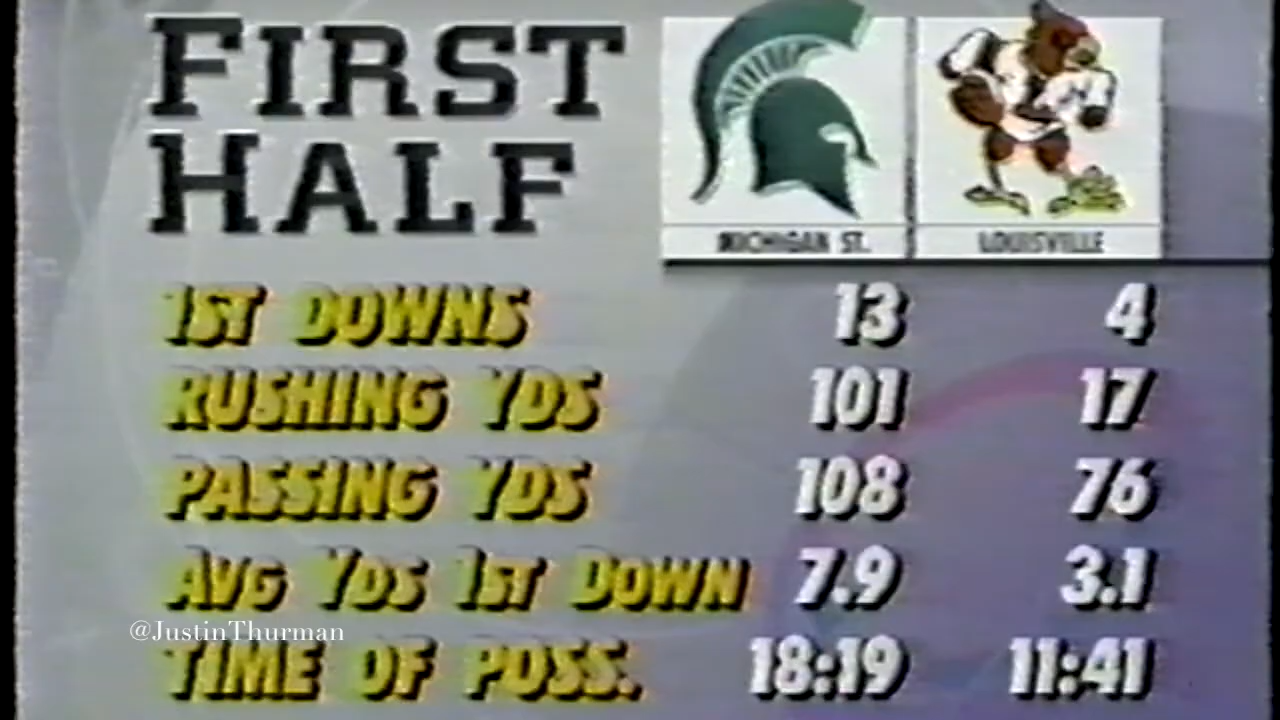 FIRST
HALF
MICHIGAN ST. LOUISVILLE
1ST DOWNS 13 4
RUSHING YDS 101 17
PASSING YDS 108 76
AVG YDS 1ST DOWN 7.9 3.1
@JustinThurman
TIME OF POSS. 18:19 11:41